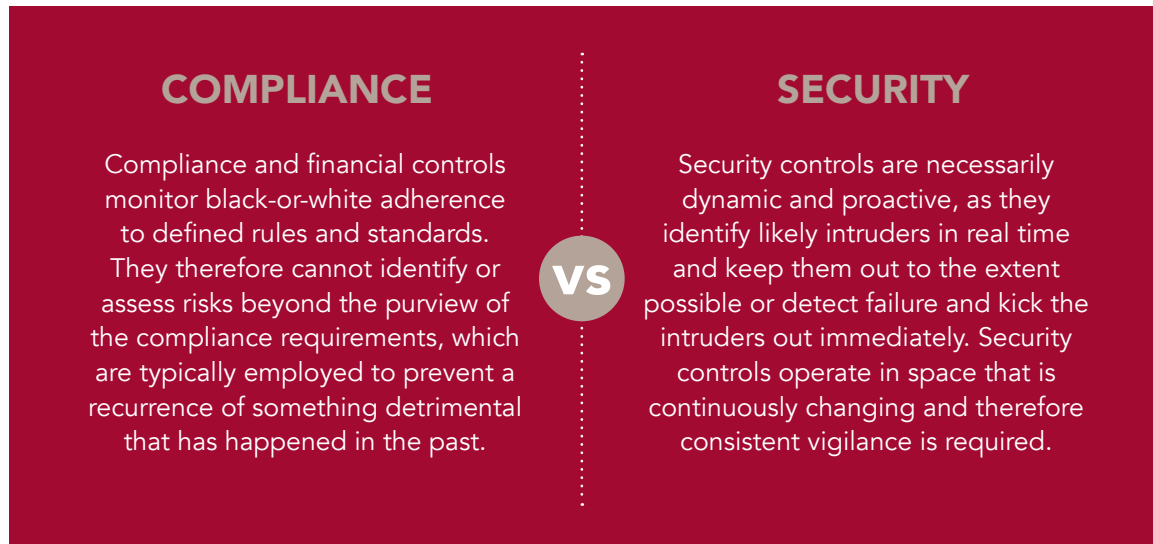 COMPLIANCE
Compliance and financial controls
monitor black-or-white adherence
to defined rules and standards.
They therefore cannot identify or
assess risks beyond the purview of
the compliance requirements, which
are typically employed to prevent a
recurrence of something detrimental
that has happened in the past.
VS
SECURITY
Security controls are necessarily
dynamic and proactive, as they
identify likely intruders in real time
and keep them out to the extent
possible or detect failure and kick the
intruders out immediately. Security
controls operate in space that is
continuously changing and therefore
consistent vigilance is required.